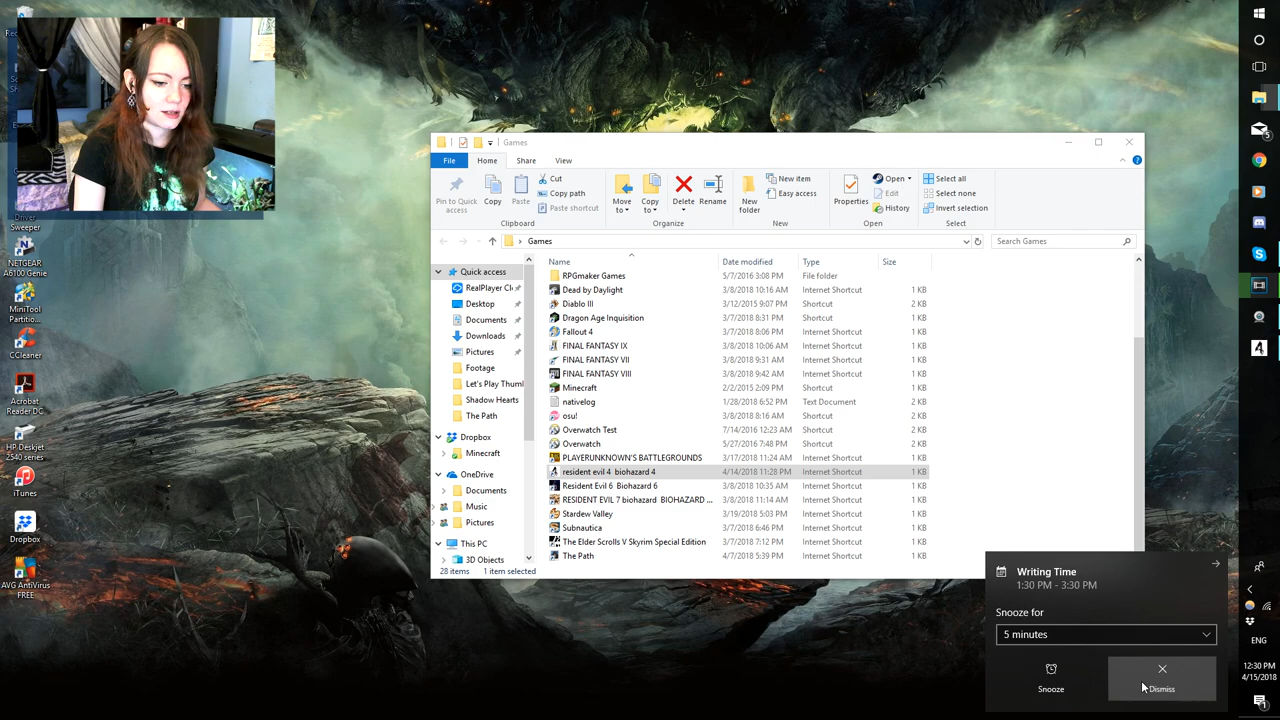 Rec
S
Sh
E
Driver
Sweeper
NETGEAR
A6100 Genie
MiniTool
Partitio...
CCleaner
Acrobat
Reader DC
HP Deskjet
2540 series
iTunes
Dropbox
AVG AntiVirus
FREE
Games
File Home Share View
Pin to Quick
access
Copy
Paste
Cut
Copy path
Paste shortcut
Clipboard
Move
to
Copy
to
Delete
Rename
Organize
New
folder
New item
Easy access
New
Properties
Open
Edit
History
Open
Select all
Select none
Invert selection
Select
Games
Search Games
Quick access
RealPlayer Cl
Desktop
Documents
Downloads
Pictures
Footage
Let's Play Thuml
Shadow Hearts
The Path
Dropbox
Minecraft
OneDrive
Documents
Music
Pictures
This PC
3D Objects
Name Date modified Type Size
RPGmaker Games 5/7/2016 3:08 PM File folder
Dead by Daylight 3/8/2018 10:16 AM Internet Shortcut 1 KB
Diablo III 3/12/2015 9:07 PM Shortcut 2 KB
Dragon Age Inquisition 3/7/2018 8:31 PM Shortcut 2 KB
Fallout 4 3/7/2018 8:06 PM Internet Shortcut 1 KB
FINAL FANTASY IX 3/8/2018 10:06 AM Internet Shortcut 1 KB
FINAL FANTASY VII 3/8/2018 9:31 AM Internet Shortcut 1 KB
FINAL FANTASY VIII 3/8/2018 9:42 AM Internet Shortcut 1 KB
Minecraft 2/2/2015 2:09 PM Shortcut 1 KB
nativelog 1/28/2018 6:52 PM Text Document 2 KB
osu! 3/8/2018 8:16 AM Shortcut 2 KB
Overwatch Test 7/14/2016 12:23 AM Shortcut 2 KB
Overwatch 5/27/2016 7:48 PM Shortcut 2 KB
PLAYERUNKNOWN'S BATTLEGROUNDS 3/17/2018 11:24 AM Internet Shortcut 1 KB
resident evil 4 biohazard 4 4/14/2018 11:28 PM Internet Shortcut 1 KB
Resident Evil 6 Biohazard 6 3/8/2018 10:35 AM Internet Shortcut 1 KB
RESIDENT EVIL 7 biohazard BIOHAZARD ... 3/8/2018 11:14 AM Internet Shortcut 1 KB
Stardew Valley 3/19/2018 5:03 PM Internet Shortcut 1 KB
Subnautica 3/7/2018 6:46 PM Internet Shortcut 1 KB
The Elder Scrolls V Skyrim Special Edition 3/7/2018 7:12 PM Internet Shortcut 1 KB
The Path 4/7/2018 5:39 PM Internet Shortcut 1 KB
28 items 1 item selected
Writing Time
1:30 PM - 3:30 PM
Snooze for
5 minutes
Snooze
Dismiss
5
4
ENG
12:30 PM
4/15/2018
1